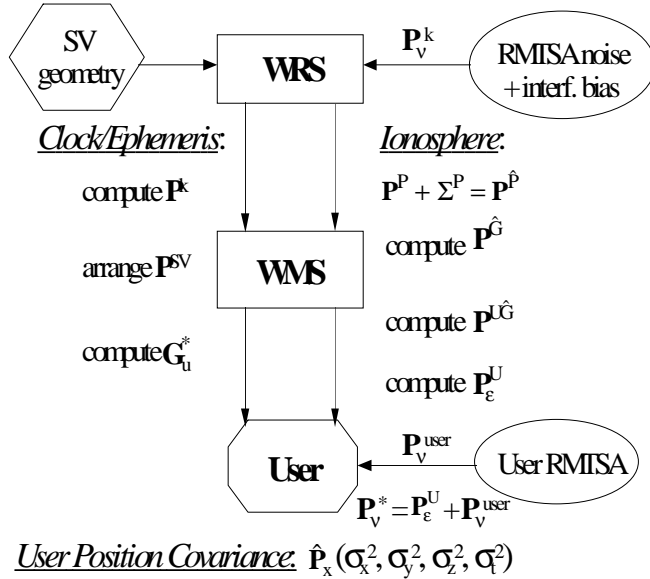 SV
geometry
WRS
P_ν^k
RMTSA noise
+ interf. bias
Clock/Ephemeris:
Ionosphere:
compute P^k
P^P + Σ^P = P^P̂
arrange P^SV
WMS
compute P^Ĝ
compute G_u^*
compute P^UĜ
compute P_ε^U
User
P_ν^user
User RMTSA
P_ν^* = P_ε^U + P_ν^user
User Position Covariance: P̂_x (σ_x^2, σ_y^2, σ_z^2, σ_t^2)